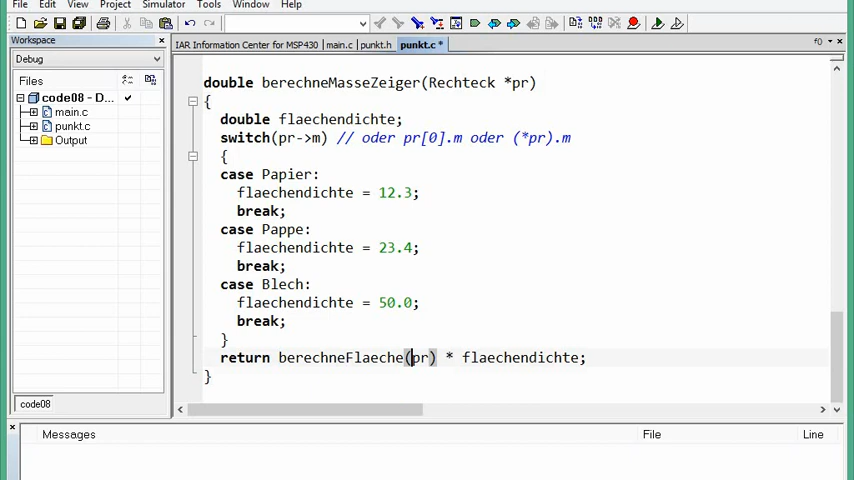 File Edit View Project Simulator Tools Window Help
Workspace
IAR Information Center for MSP430 main.c punkt.h punkt.c * f0
Debug
Files
code08 - D...
main.c
punkt.c
Output
code08
double berechneMasseZeiger(Rechteck *pr)
{
double flaechendichte;
switch(pr->m) // oder pr[0].m oder (*pr).m
{
case Papier:
flaechendichte = 12.3;
break;
case Pappe:
flaechendichte = 23.4;
break;
case Blech:
flaechendichte = 50.0;
break;
}
return berechneFlaeche(pr) * flaechendichte;
}
Messages File Line